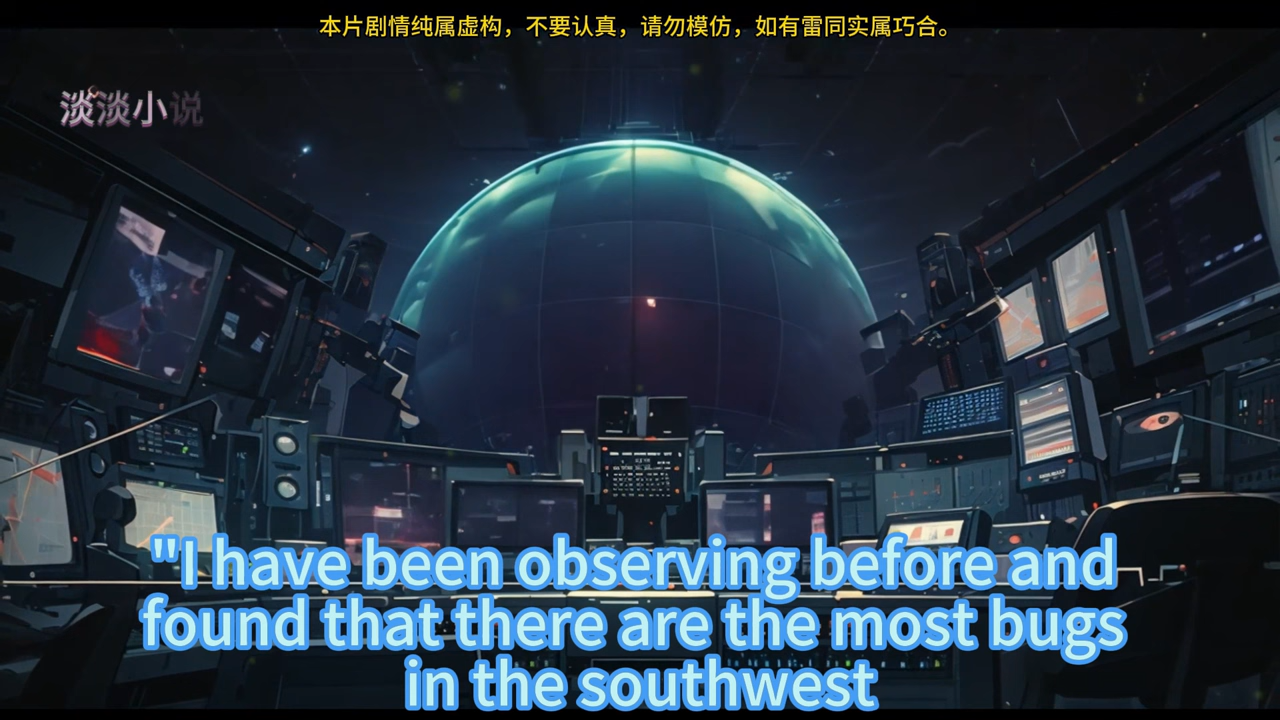 本片剧情纯属虚构，不要认真，请勿模仿，如有雷同实属巧合。
淡淡小说
"I have been observing before and
found that there are the most bugs
in the southwest